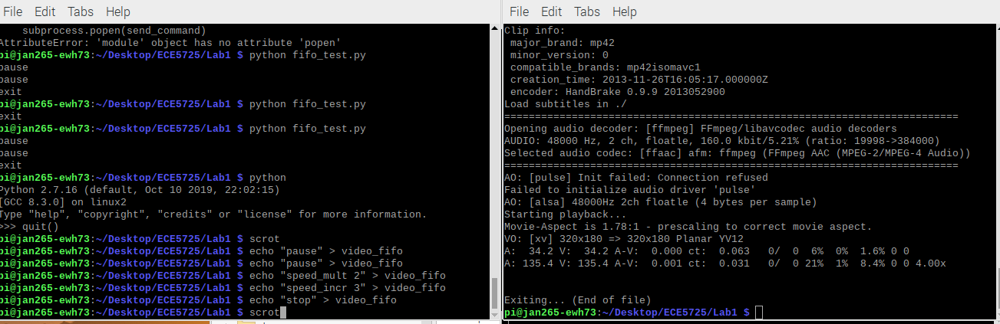 File Edit Tabs Help
    subprocess.popen(send_command)
AttributeError: 'module' object has no attribute 'popen'
pi@jan265-ewh73:~/Desktop/ECE5725/Lab1 $ python fifo_test.py
pause
pause
exit
pi@jan265-ewh73:~/Desktop/ECE5725/Lab1 $ python fifo_test.py
exit
pi@jan265-ewh73:~/Desktop/ECE5725/Lab1 $ python fifo_test.py
pause
pause
exit
pi@jan265-ewh73:~/Desktop/ECE5725/Lab1 $ python
Python 2.7.16 (default, Oct 10 2019, 22:02:15)
[GCC 8.3.0] on linux2
Type "help", "copyright", "credits" or "license" for more information.
>>> quit()
pi@jan265-ewh73:~/Desktop/ECE5725/Lab1 $ scrot
pi@jan265-ewh73:~/Desktop/ECE5725/Lab1 $ echo "pause" > video_fifo
pi@jan265-ewh73:~/Desktop/ECE5725/Lab1 $ echo "pause" > video_fifo
pi@jan265-ewh73:~/Desktop/ECE5725/Lab1 $ echo "speed_mult 2" > video_fifo
pi@jan265-ewh73:~/Desktop/ECE5725/Lab1 $ echo "speed_incr 3" > video_fifo
pi@jan265-ewh73:~/Desktop/ECE5725/Lab1 $ echo "stop" > video_fifo
pi@jan265-ewh73:~/Desktop/ECE5725/Lab1 $ scrot
File Edit Tabs Help
Clip info:
 major_brand: mp42
 minor_version: 0
 compatible_brands: mp42isomavc1
 creation_time: 2013-11-26T16:05:17.000000Z
 encoder: HandBrake 0.9.9 2013052900
Load subtitles in ./
==========================================================================
Opening audio decoder: [ffmpeg] FFmpeg/libavcodec audio decoders
AUDIO: 48000 Hz, 2 ch, floatle, 160.0 kbit/5.21% (ratio: 19998->384000)
Selected audio codec: [ffaac] afm: ffmpeg (FFmpeg AAC (MPEG-2/MPEG-4 Audio))
==========================================================================
AO: [pulse] Init failed: Connection refused
Failed to initialize audio driver 'pulse'
AO: [alsa] 48000Hz 2ch floatle (4 bytes per sample)
Starting playback...
Movie-Aspect is 1.78:1 - prescaling to correct movie aspect.
VO: [xv] 320x180 => 320x180 Planar YV12
A:  34.2 V:  34.2 A-V:  0.000 ct:  0.063   0/  0  6%  0%  1.6% 0 0
A: 135.4 V: 135.4 A-V:  0.001 ct:  0.031   0/  0 21%  1%  8.4% 0 0 4.00x
Exiting... (End of file)
pi@jan265-ewh73:~/Desktop/ECE5725/Lab1 $